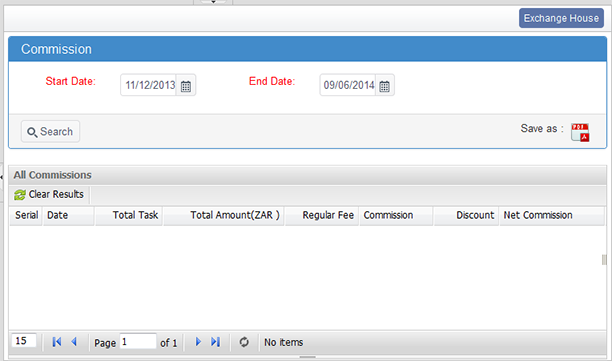 Exchange House
Commission
Start Date: 11/12/2013 End Date: 09/06/2014
Search Save as : PDF
All Commissions
Clear Results
Serial Date Total Task Total Amount(ZAR ) Regular Fee Commission Discount Net Commission
15 Page 1 of 1 No items